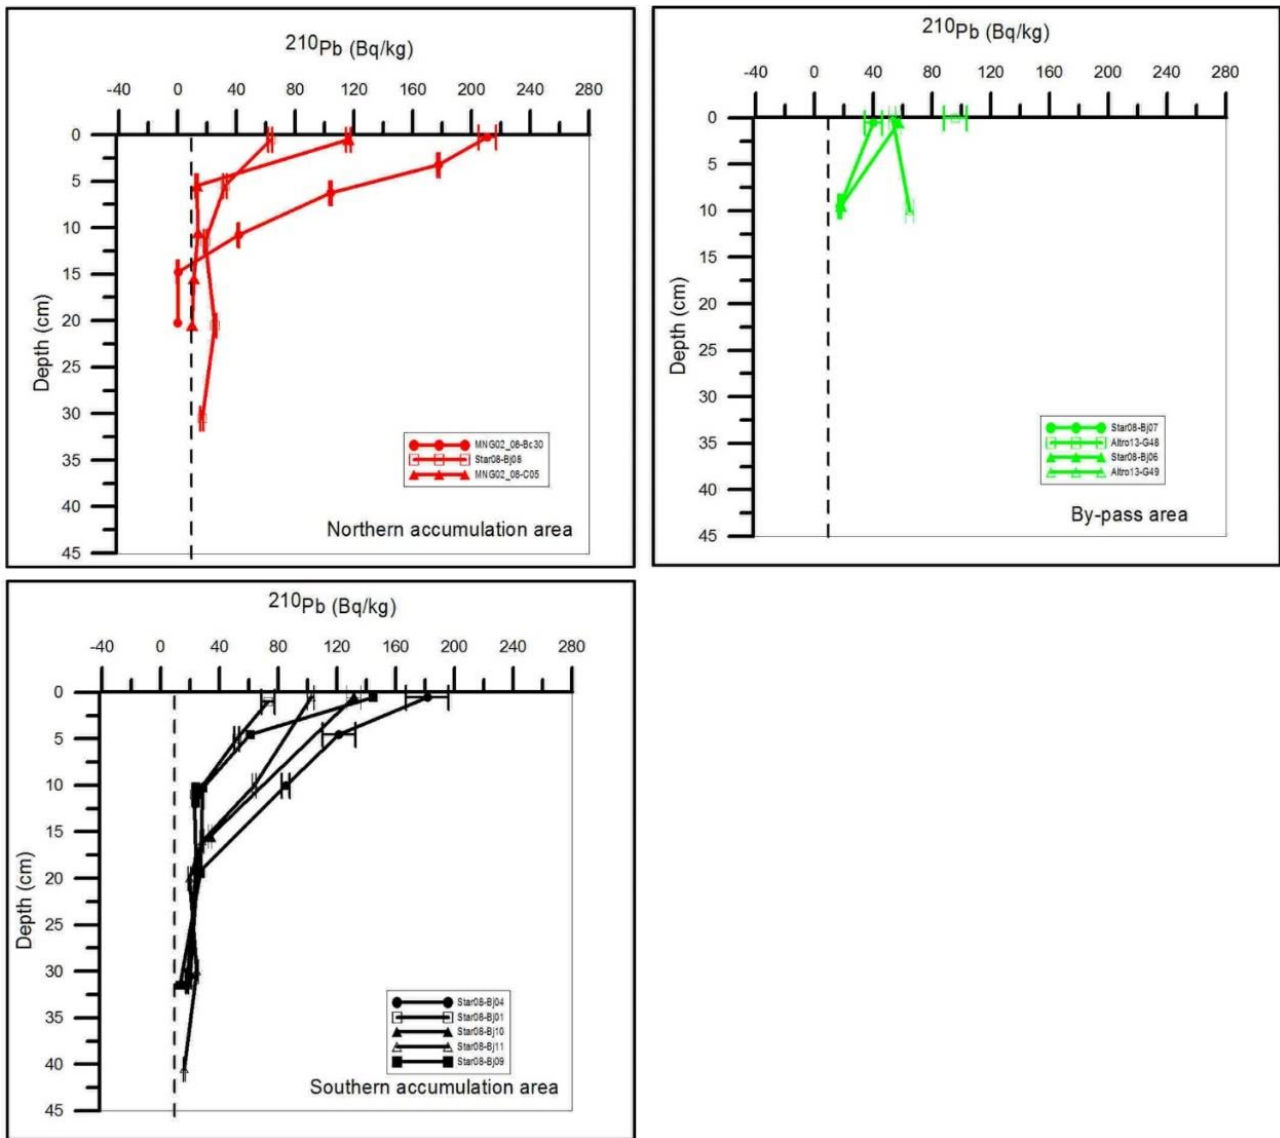 210Pb (Bq/kg)
-40 0 40 80 120 160 200 240 280
0
5
10
15
20
25
30
35
40
45
Depth (cm)
MNG02_06-Bc30
Star08-Bj08
MNG02_06-C05
Northern accumulation area
210Pb (Bq/kg)
-40 0 40 80 120 160 200 240 280
0
5
10
15
20
25
30
35
40
45
Depth (cm)
Star08-Bj07
Altro13-G48
Star08-Bj06
Altro13-G49
By-pass area
210Pb (Bq/kg)
-40 0 40 80 120 160 200 240 280
0
5
10
15
20
25
30
35
40
45
Depth (cm)
Star08-Bj04
Star08-Bj01
Star08-Bj10
Star08-Bj11
Star08-Bj09
Southern accumulation area